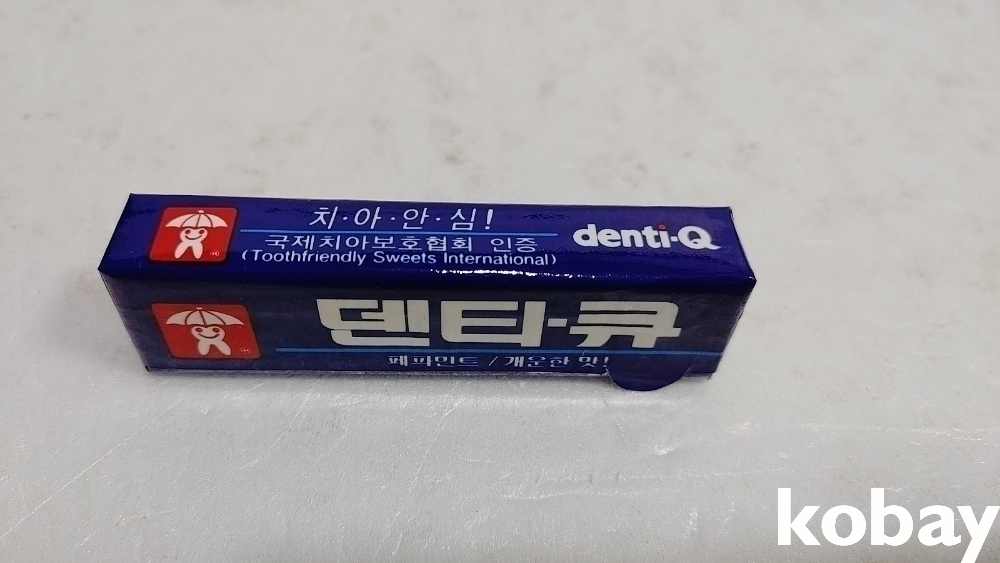 치·아·안·심!
국제치아보호협회 인증
(Toothfriendly Sweets International)
denti-Q
덴티·큐
페파민트 / 개운한 맛!
kobay